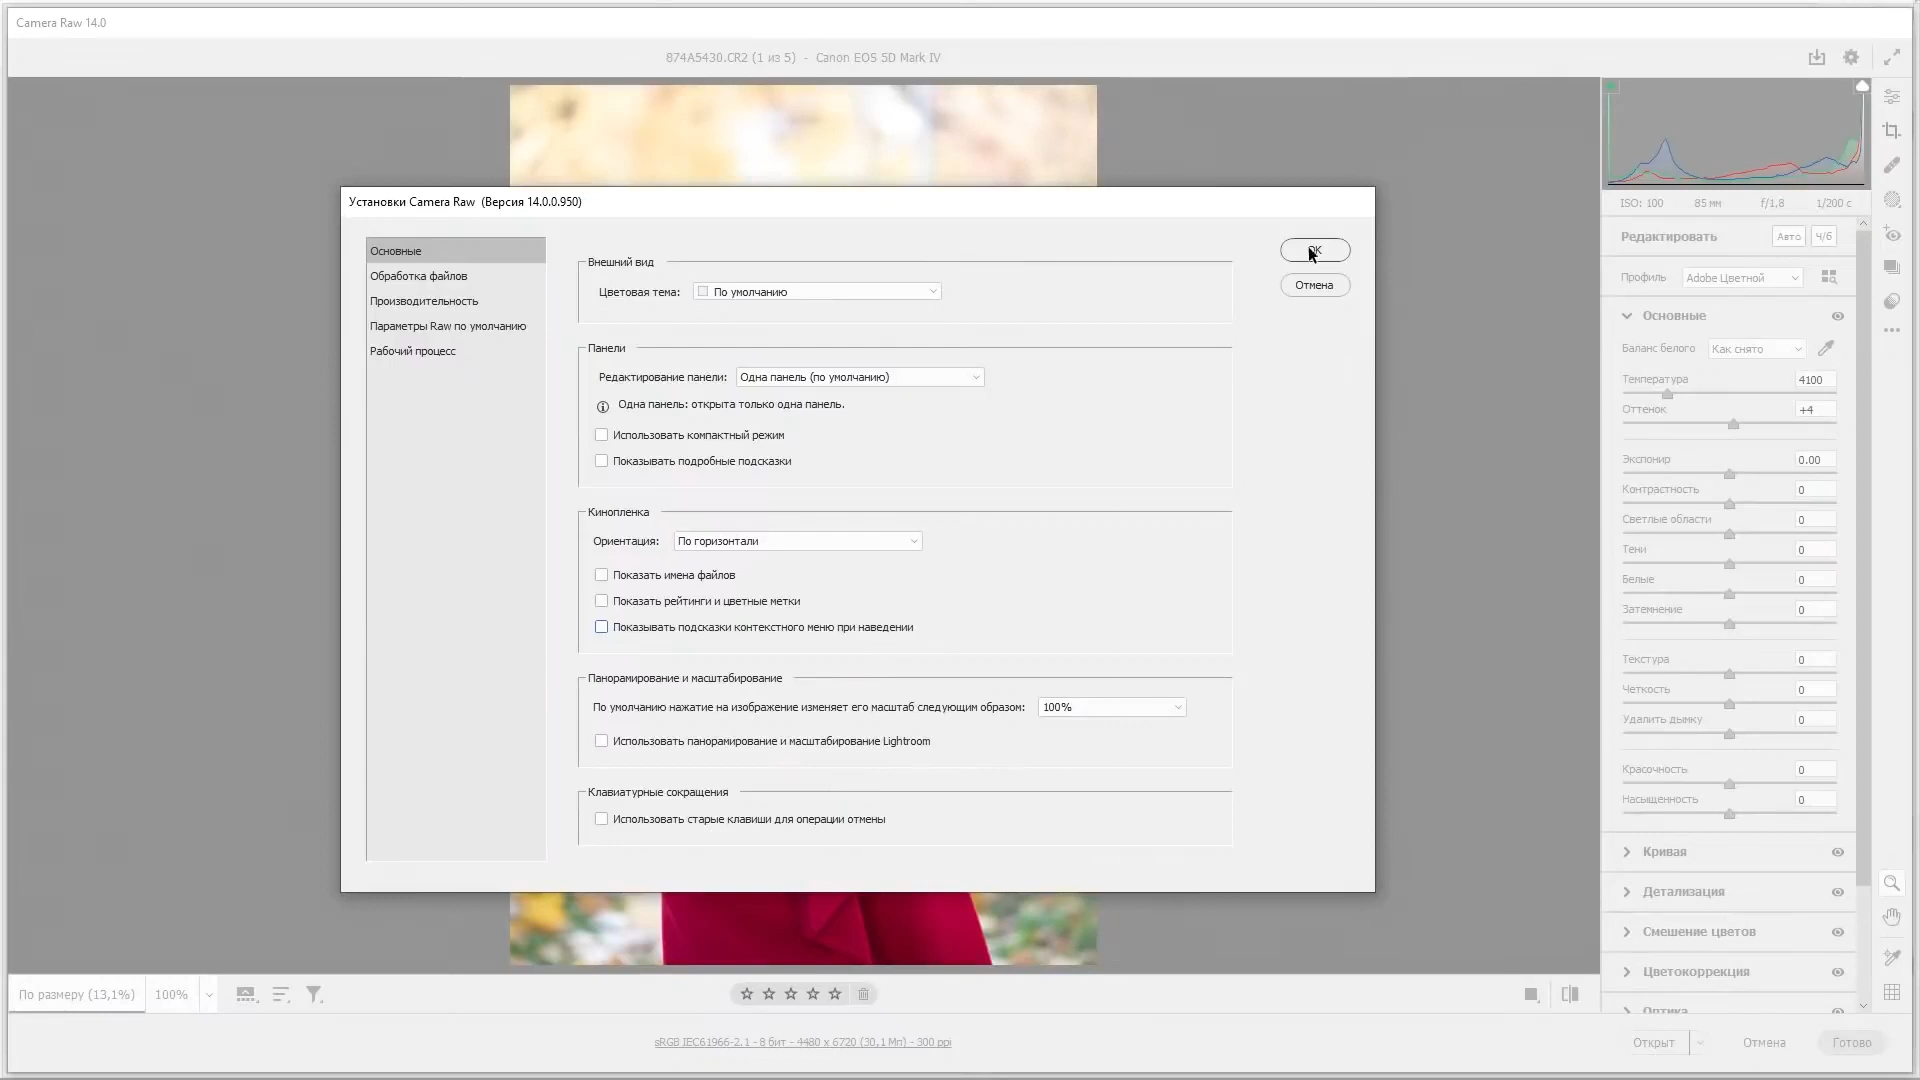 Camera Raw 14.0
874A5430.CR2 (1 из 5) - Canon EOS 5D Mark IV
Установки Camera Raw (Версия 14.0.0.950)
Основные
Обработка файлов
Производительность
Параметры Raw по умолчанию
Рабочий процесс
Внешний вид
Цветовая тема: По умолчанию
Панели
Редактирование панели: Одна панель (по умолчанию)
Одна панель: открыта только одна панель.
Использовать компактный режим
Показывать подробные подсказки
Кинопленка
Ориентация: По горизонтали
Показать имена файлов
Показать рейтинги и цветные метки
Показывать подсказки контекстного меню при наведении
Панорамирование и масштабирование
По умолчанию нажатие на изображение изменяет его масштаб следующим образом: 100%
Использовать панорамирование и масштабирование Lightroom
Клавиатурные сокращения
Использовать старые клавиши для операции отмены
OK
Отмена
ISO: 100 85 мм f/1,8 1/200 с
Редактировать Авто Ч/б
Профиль Adobe Цветной
Основные
Баланс белого Как снято
Температура 4100
Оттенок +4
Экспонир 0.00
Контрастность 0
Светлые области 0
Тени 0
Белые 0
Затемнение 0
Текстура 0
Четкость 0
Удалить дымку 0
Красочность 0
Насыщенность 0
Кривая
Детализация
Смешение цветов
Цветокоррекция
Оптика
По размеру (13,1%) 100%
sRGB IEC61966-2.1 - 8 бит - 4480 x 6720 (30,1 Мп) - 300 ppi
Открыт Отмена Готово